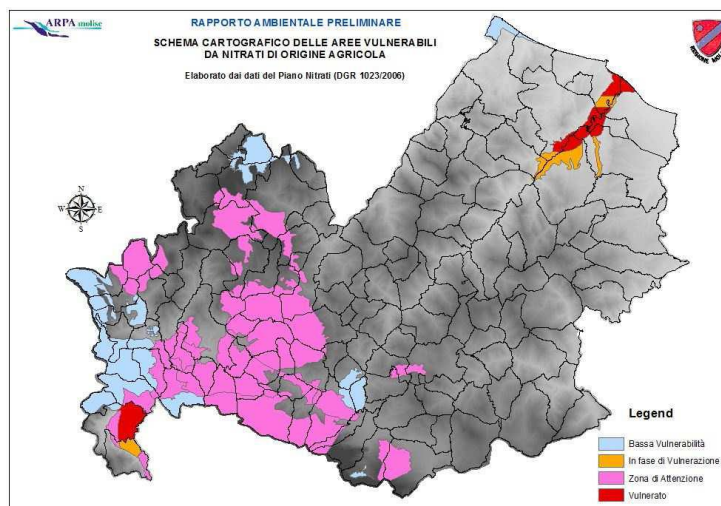 ARPA molise
RAPPORTO AMBIENTALE PRELIMINARE
SCHEMA CARTOGRAFICO DELLE AREE VULNERABILI
DA NITRATI DI ORIGINE AGRICOLA
Elaborato dai dati del Piano Nitrati (DGR 1023/2006)
N
W E
S
Legend
Bassa Vulnerabilità
In fase di Vulnerazione
Zona di Attenzione
Vulnerato